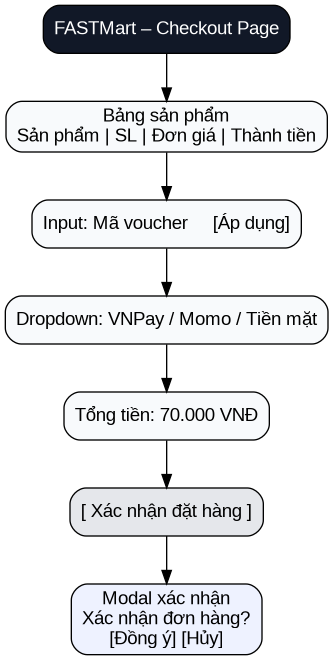 FASTMart – Checkout Page
Bảng sản phẩm
Sản phẩm | SL | Đơn giá | Thành tiền
Input: Mã voucher     [Áp dụng]
Dropdown: VNPay / Momo / Tiền mặt
Tổng tiền: 70.000 VNĐ
[ Xác nhận đặt hàng ]
Modal xác nhận
Xác nhận đơn hàng?
[Đồng ý] [Hủy]